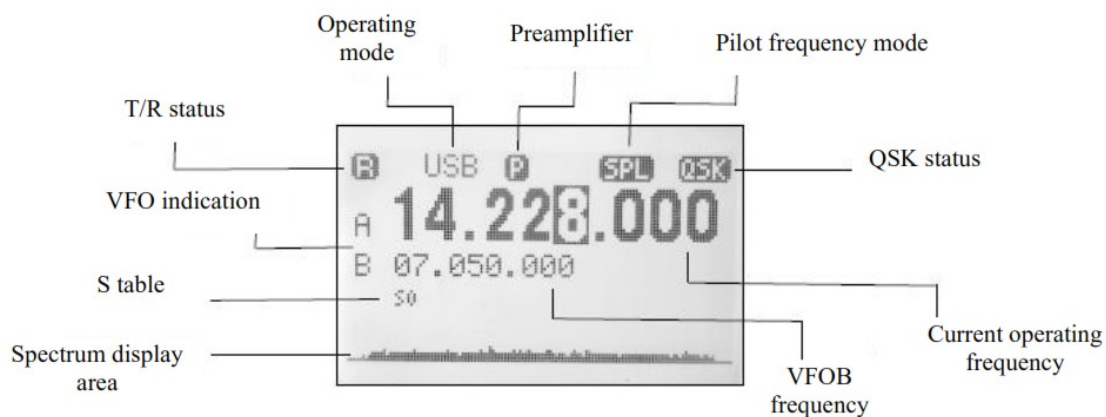 Operating
mode
Preamplifier
Pilot frequency mode
T/R status
QSK status
VFO indication
R USB P SPL QSK
A 14.228.000
B 07.050.000
S0
S table
Spectrum display
area
VFOB
frequency
Current operating
frequency